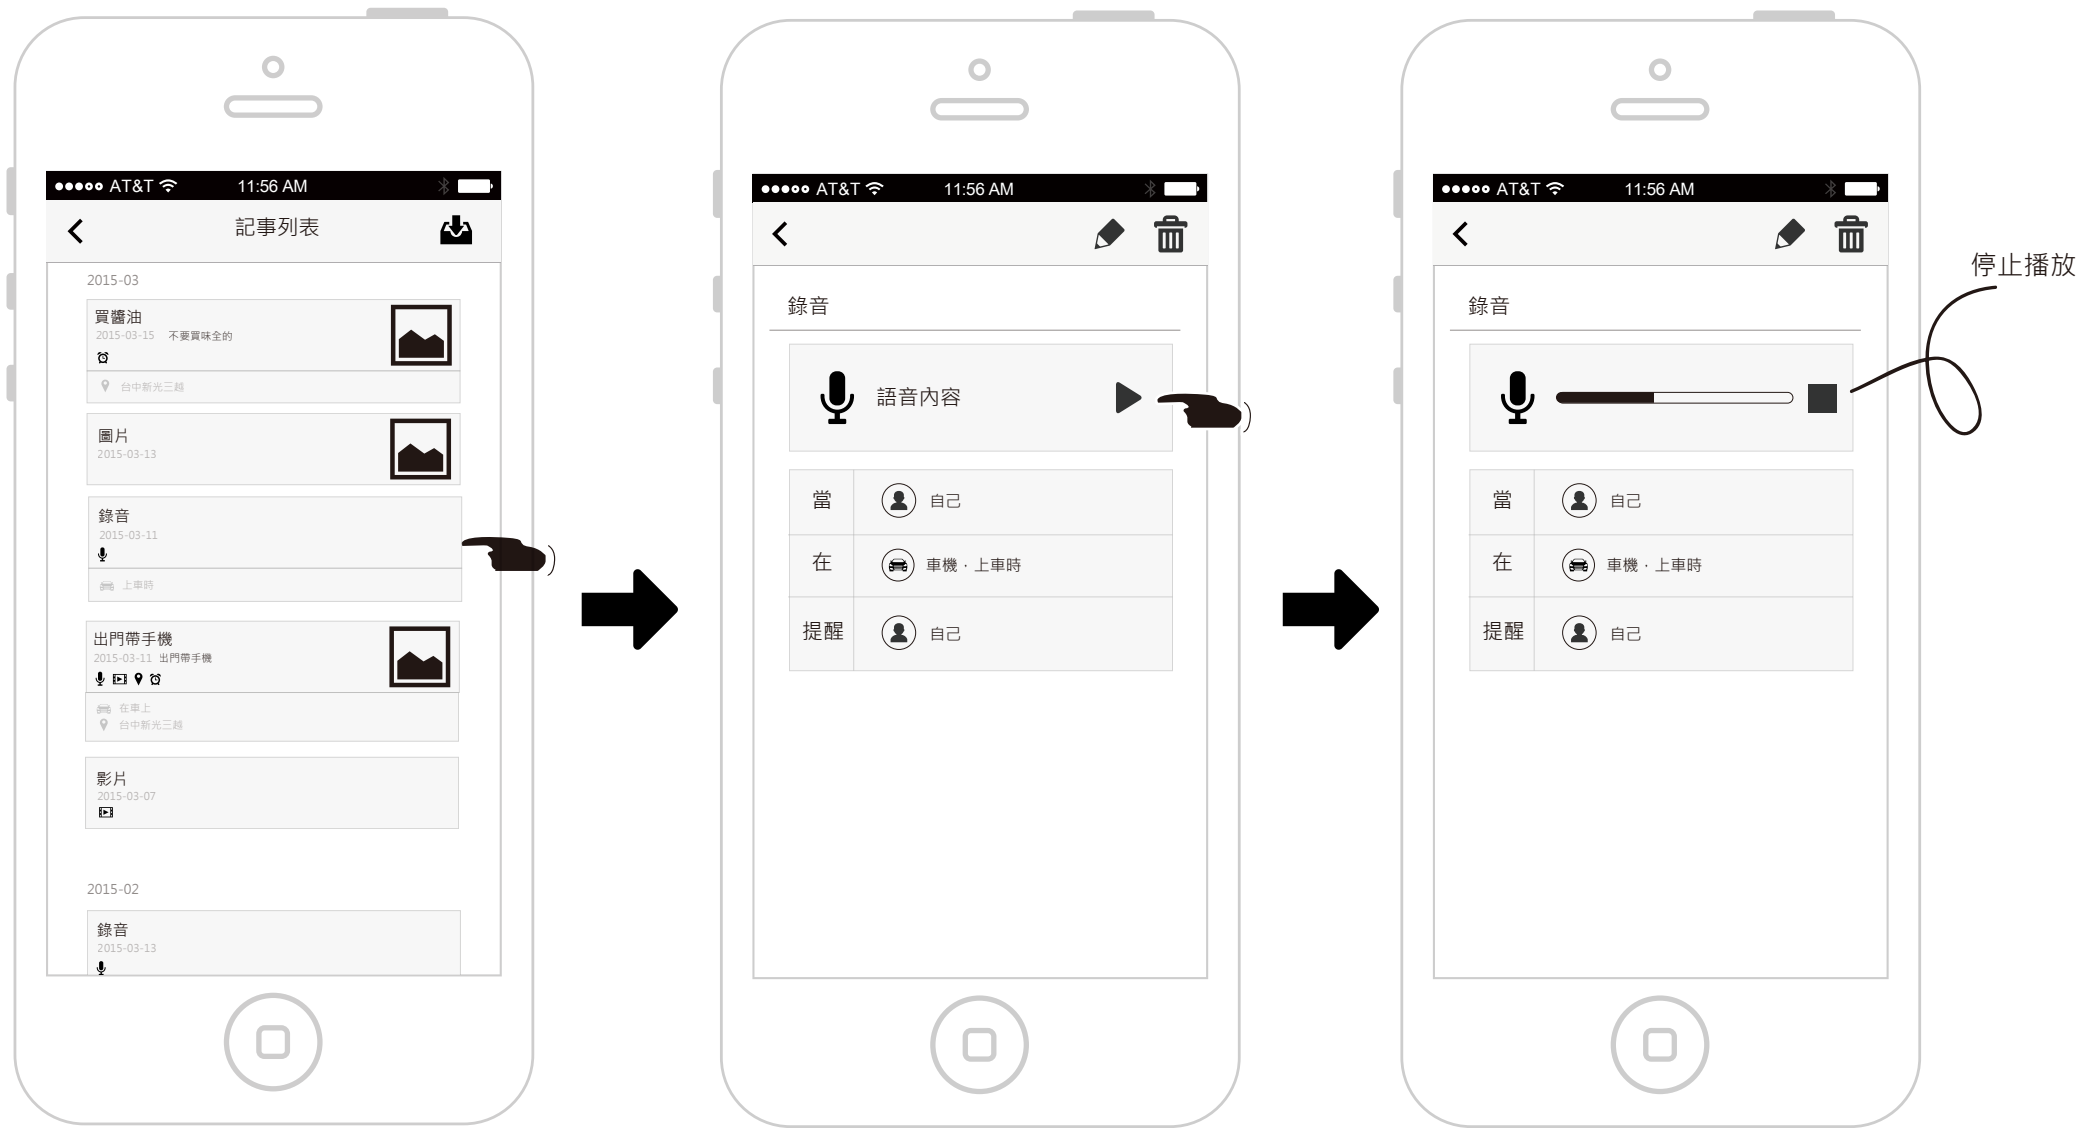 AT&T 11:56 AM
記事列表
2015-03
買醬油
2015-03-15 不要買味全的
台中新光三越
圖片
2015-03-13
錄音
2015-03-11
上車時
出門帶手機
2015-03-11 出門帶手機
在車上
台中新光三越
影片
2015-03-07
2015-02
錄音
2015-03-13
AT&T 11:56 AM
錄音
語音內容
當 自己
在 車機．上車時
提醒 自己
AT&T 11:56 AM
錄音
當 自己
在 車機．上車時
提醒 自己
停止播放